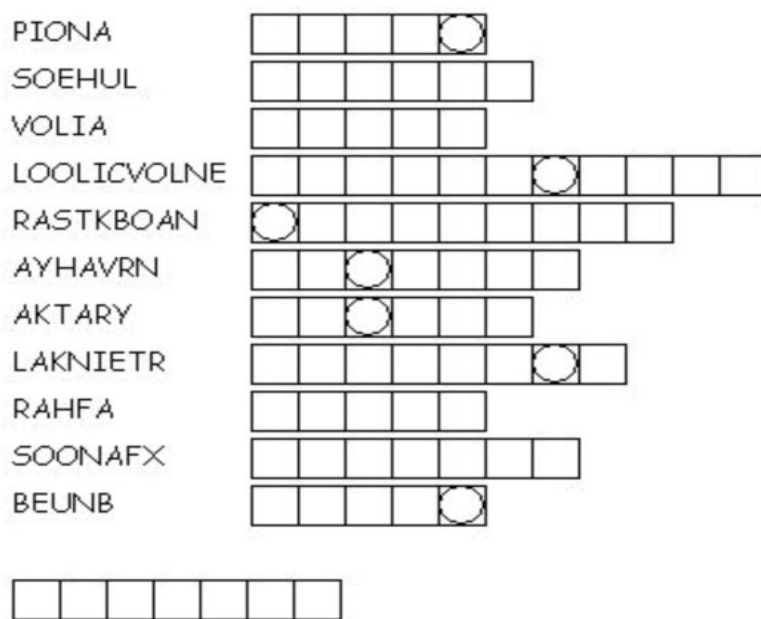 PIONA
SOEHUL
VOLIA
LOOLICVOLNE
RASTKBOAN
AYHAVRN
AKTARY
LAKNIETR
RAHFA
SOONAFX
BEUNB